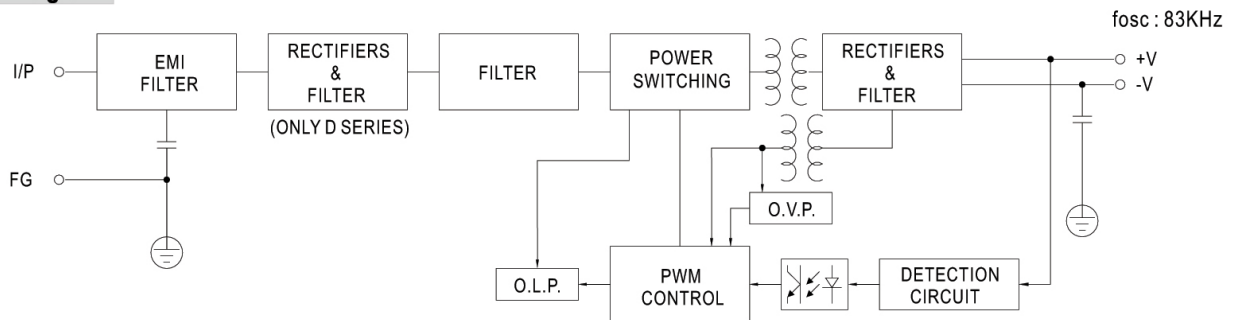 fosc : 83KHz
I/P
EMI
FILTER
RECTIFIERS
&
FILTER
(ONLY D SERIES)
FILTER
POWER
SWITCHING
RECTIFIERS
&
FILTER
+V
-V
FG
O.V.P.
O.L.P.
PWM
CONTROL
DETECTION
CIRCUIT